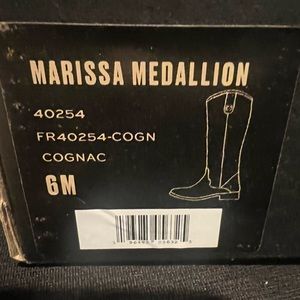 MARISSA MEDALLION
40254
FR40254-COGN
COGNAC
6M